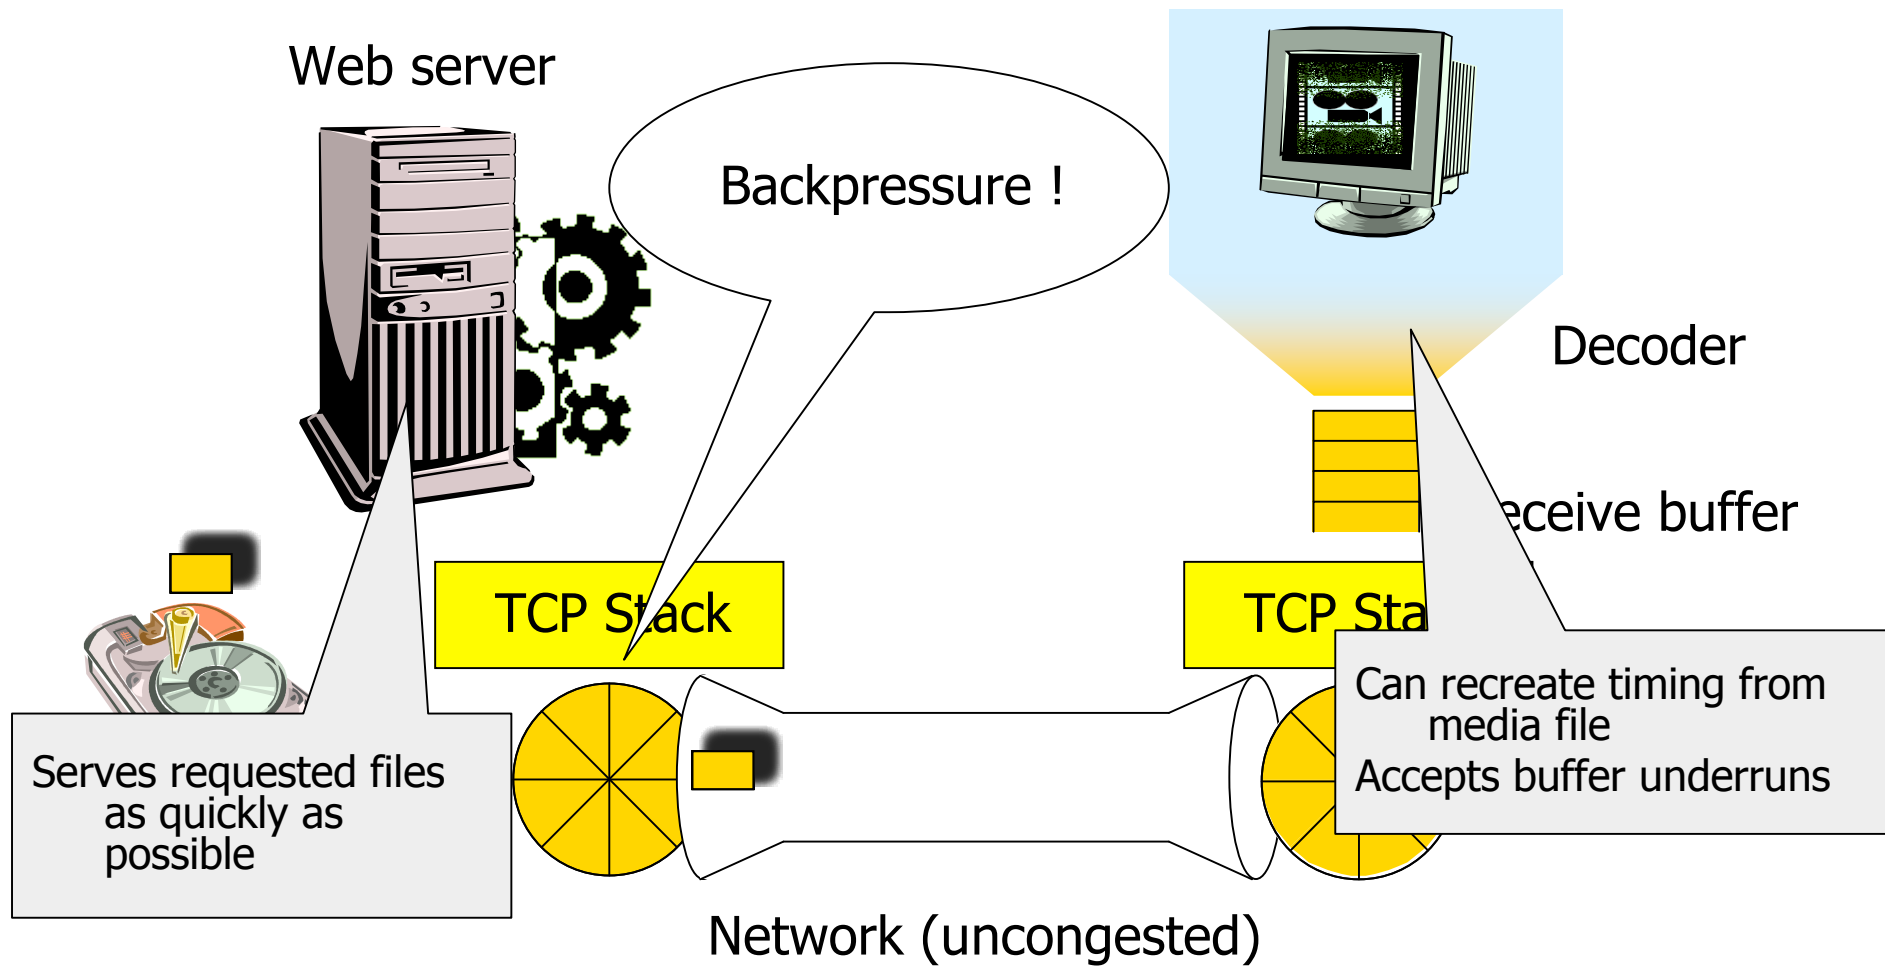 Web server
Backpressure !
Decoder
eceive buffer
TCP Stack
TCP Sta
Can recreate timing from
media file
Accepts buffer underruns
Serves requested files
as quickly as
possible
Network (uncongested)